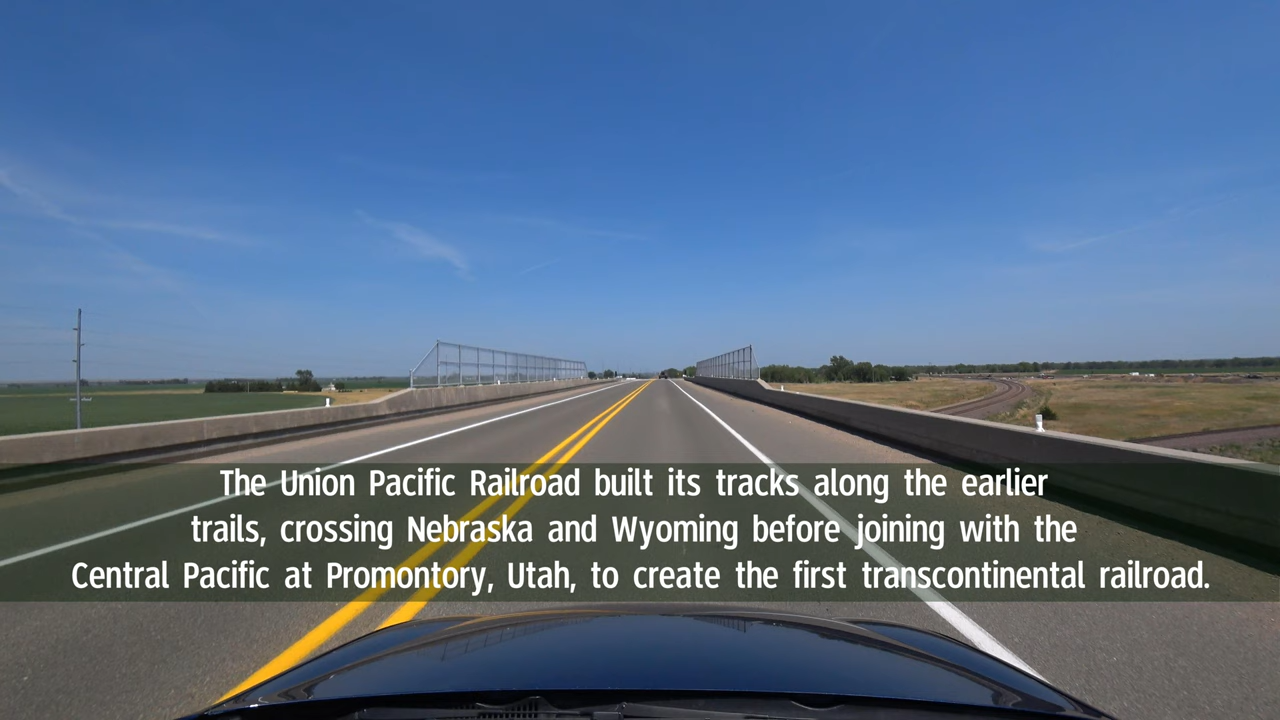 The Union Pacific Railroad built its tracks along the earlier
trails, crossing Nebraska and Wyoming before joining with the
Central Pacific at Promontory, Utah, to create the first transcontinental railroad.